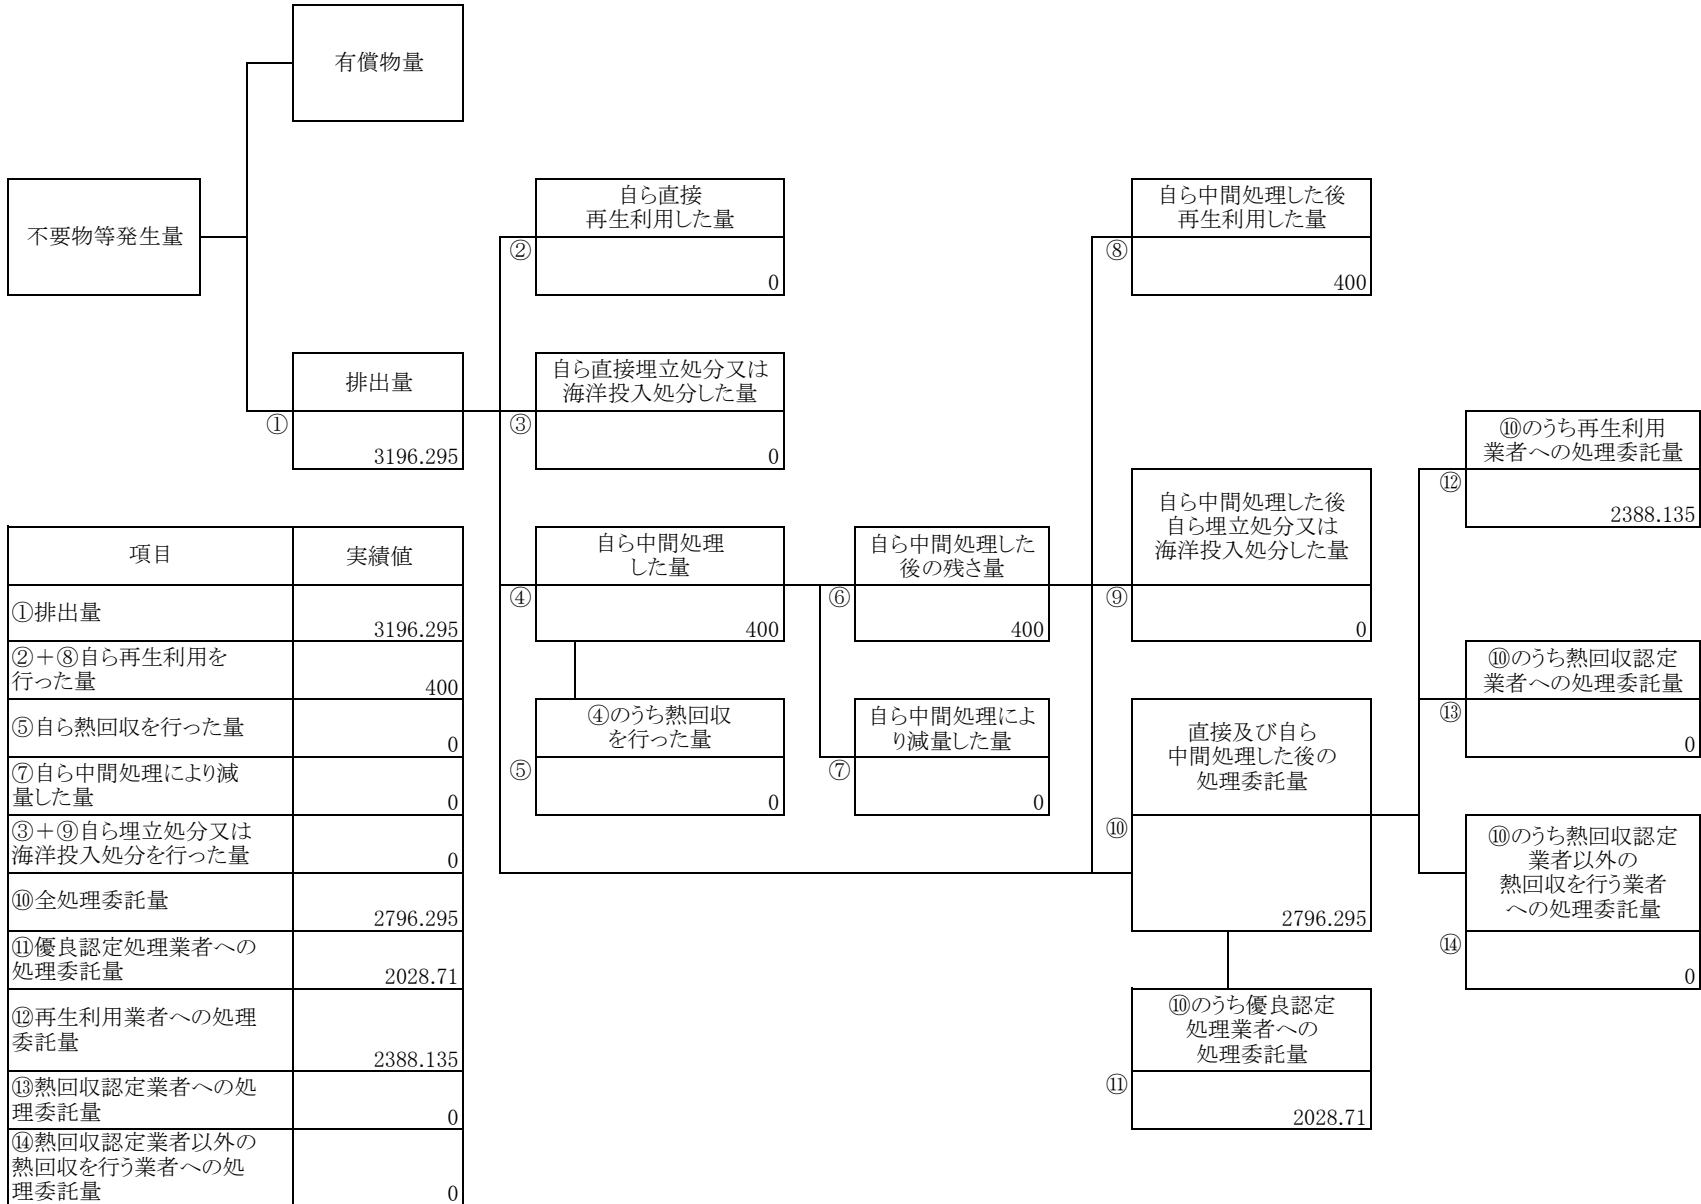 有償物量
不要物等発生量
排出量
①
3196.295
自ら直接
再生利用した量
②
0
自ら直接埋立処分又は
海洋投入処分した量
③
0
自ら中間処理
した量
④
400
④のうち熱回収
を行った量
⑤
0
自ら中間処理した
後の残さ量
⑥
400
自ら中間処理によ
り減量した量
⑦
0
自ら中間処理した後
再生利用した量
⑧
400
自ら中間処理した後
自ら埋立処分又は
海洋投入処分した量
⑨
0
直接及び自ら
中間処理した後の
処理委託量
⑩
2796.295
⑩のうち優良認定
処理業者への
処理委託量
⑪
2028.71
⑩のうち再生利用
業者への処理委託量
⑫
2388.135
⑩のうち熱回収認定
業者への処理委託量
⑬
0
⑩のうち熱回収認定
業者以外の
熱回収を行う業者
への処理委託量
⑭
0
項目 実績値
①排出量 3196.295
②+⑧自ら再生利用を
行った量 400
⑤自ら熱回収を行った量 0
⑦自ら中間処理により減
量した量 0
③+⑨自ら埋立処分又は
海洋投入処分を行った量 0
⑩全処理委託量 2796.295
⑪優良認定処理業者への
処理委託量 2028.71
⑫再生利用業者への処理
委託量 2388.135
⑬熱回収認定業者への処
理委託量 0
⑭熱回収認定業者以外の
熱回収を行う業者への処
理委託量 0